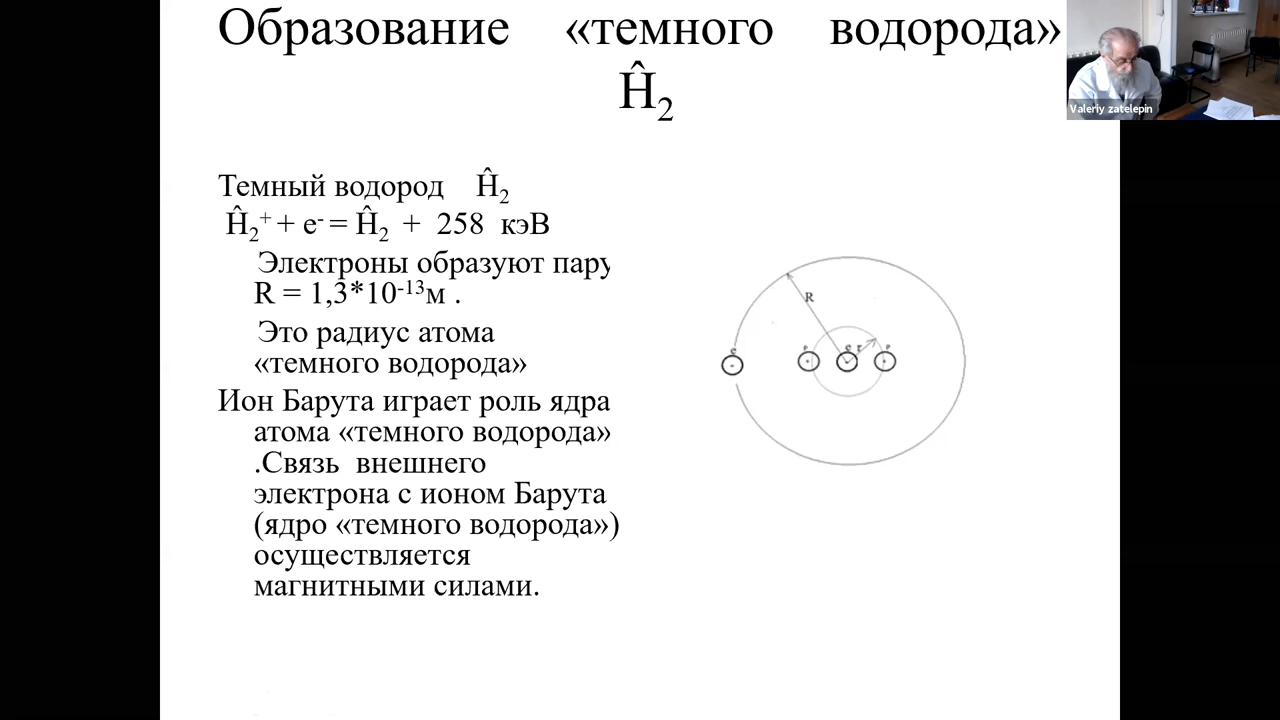 Образование «темного водорода»
Ĥ₂
Темный водород Ĥ₂
Ĥ₂⁺ + e⁻ = Ĥ₂ + 258 кэВ
Электроны образуют пару
R = 1,3*10⁻¹³м .
Это радиус атома
«темного водорода»
Ион Барута играет роль ядра
атома «темного водорода»
.Связь внешнего
электрона с ионом Барута
(ядро «темного водорода»)
осуществляется
магнитными силами.
R
e
p
e r
p
Valeriy zatelepin